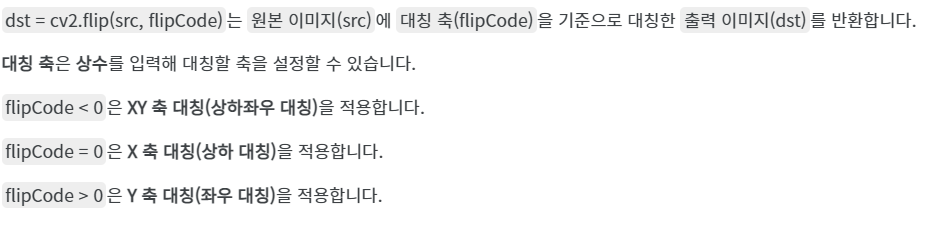 dst = cv2.flip(src, flipCode)는 원본 이미지(src)에 대칭 축(flipCode)을 기준으로 대칭한 출력 이미지(dst)를 반환합니다.
대칭 축은 상수를 입력해 대칭할 축을 설정할 수 있습니다.
flipCode < 0은 XY 축 대칭(상하좌우 대칭)을 적용합니다.
flipCode = 0은 X 축 대칭(상하 대칭)을 적용합니다.
flipCode > 0은 Y 축 대칭(좌우 대칭)을 적용합니다.